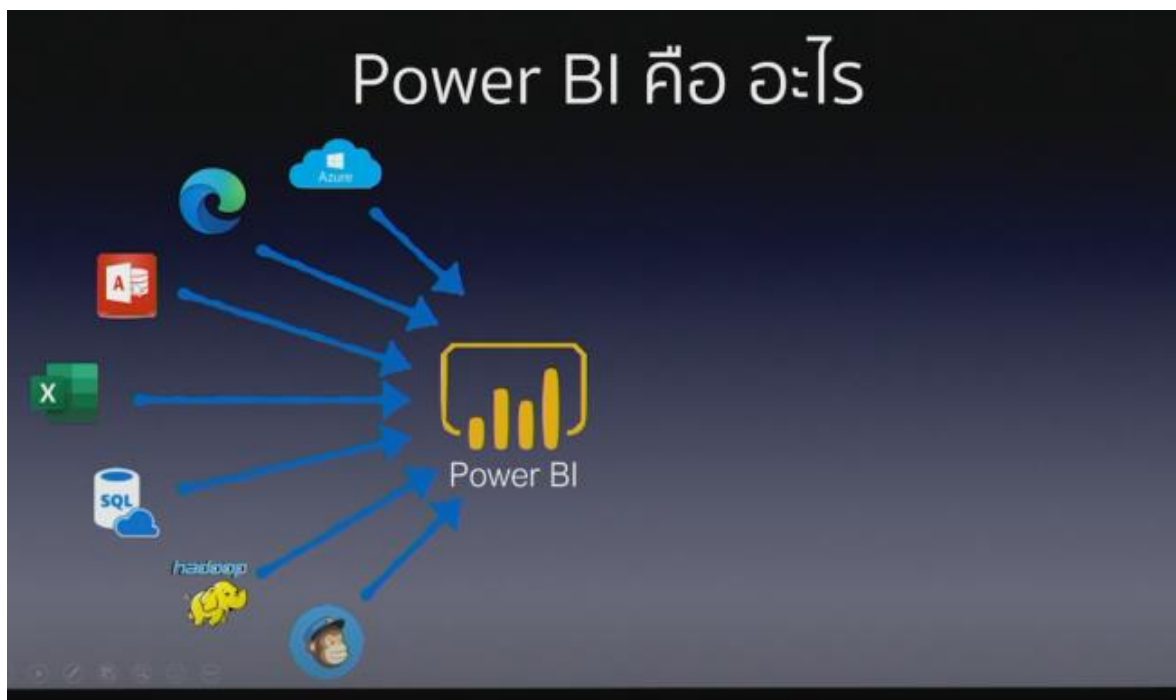 Power BI คือ อะไร
Azure
A
X
SQL
hadoop
Power BI